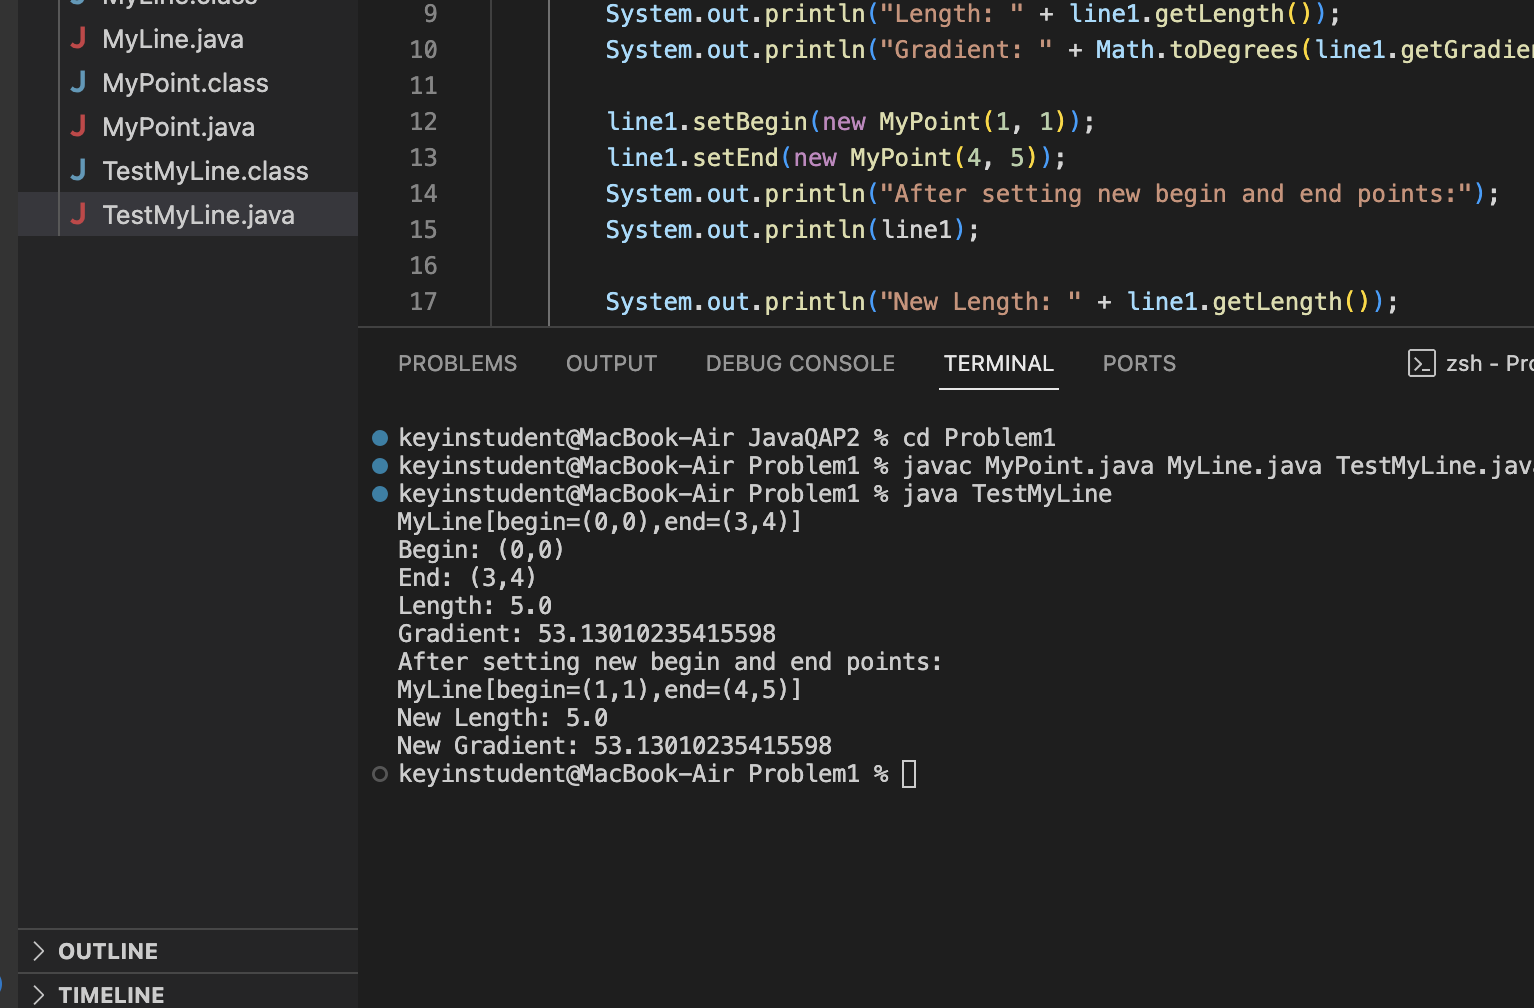 MyLine.class
MyLine.java
MyPoint.class
MyPoint.java
TestMyLine.class
TestMyLine.java
OUTLINE
TIMELINE
9 System.out.println("Length: " + line1.getLength());
10 System.out.println("Gradient: " + Math.toDegrees(line1.getGradie
11
12 line1.setBegin(new MyPoint(1, 1));
13 line1.setEnd(new MyPoint(4, 5));
14 System.out.println("After setting new begin and end points:");
15 System.out.println(line1);
16
17 System.out.println("New Length: " + line1.getLength());
PROBLEMS OUTPUT DEBUG CONSOLE TERMINAL PORTS zsh - Pro
keyinstudent@MacBook-Air JavaQAP2 % cd Problem1
keyinstudent@MacBook-Air Problem1 % javac MyPoint.java MyLine.java TestMyLine.jav
keyinstudent@MacBook-Air Problem1 % java TestMyLine
MyLine[begin=(0,0),end=(3,4)]
Begin: (0,0)
End: (3,4)
Length: 5.0
Gradient: 53.13010235415598
After setting new begin and end points:
MyLine[begin=(1,1),end=(4,5)]
New Length: 5.0
New Gradient: 53.13010235415598
keyinstudent@MacBook-Air Problem1 %